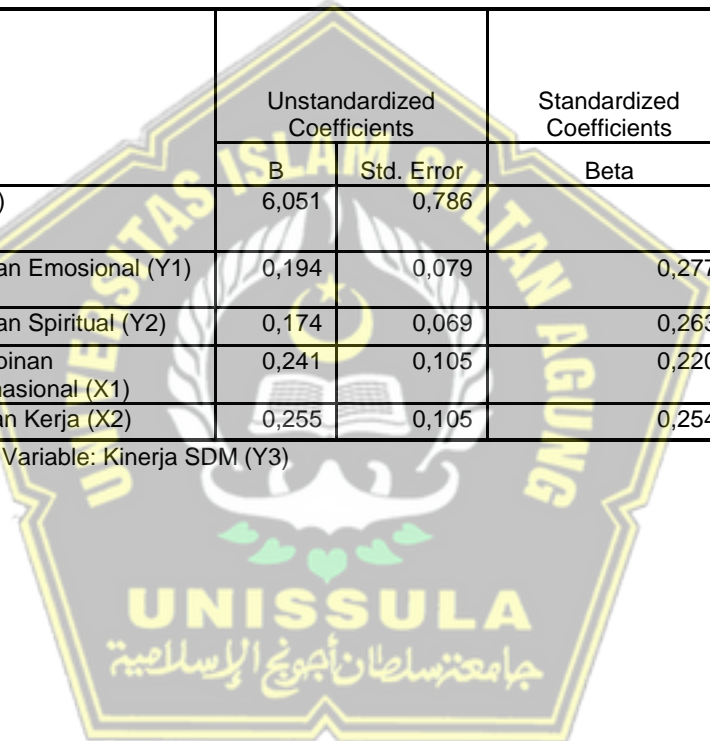 Unstandardized
Coefficients
Standardized
Coefficients
B Std. Error Beta
) 6,051 0,786
an Emosional (Y1) 0,194 0,079 0,277
an Spiritual (Y2) 0,174 0,069 0,263
pinan
nasional (X1) 0,241 0,105 0,220
an Kerja (X2) 0,255 0,105 0,254
Variable: Kinerja SDM (Y3)
UNIVERSITAS ISLAM SULTAN AGUNG
UNISSULA
جامعة سلطان أجونج الإسلامية